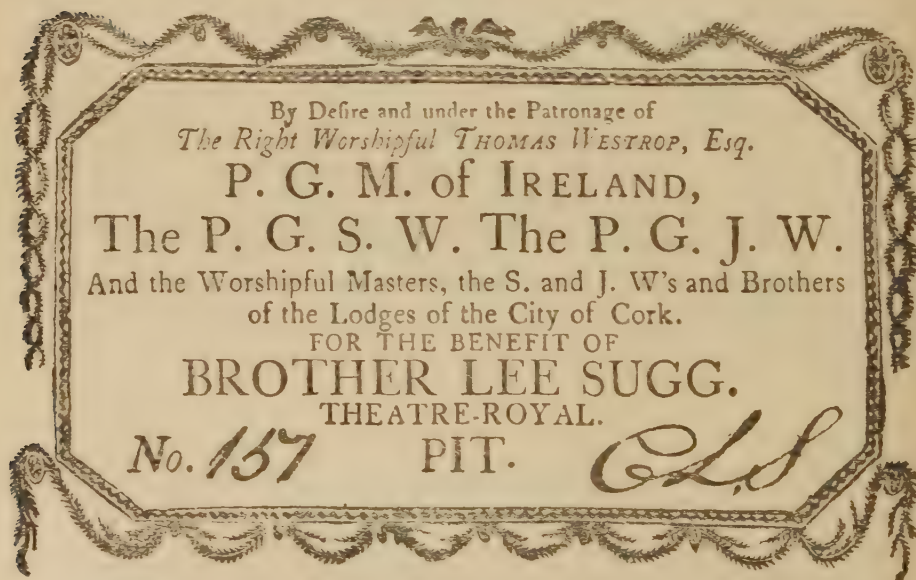 By Desire and under the Patronage of
The Right Worshipful THOMAS WESTROP, Esq.
P. G. M. of IRELAND,
The P. G. S. W. The P. G. J. W.
And the Worshipful Masters, the S. and J. W's and Brothers
of the Lodges of the City of Cork.
FOR THE BENEFIT OF
BROTHER LEE SUGG.
THEATRE-ROYAL.
No. 157 PIT. CLS